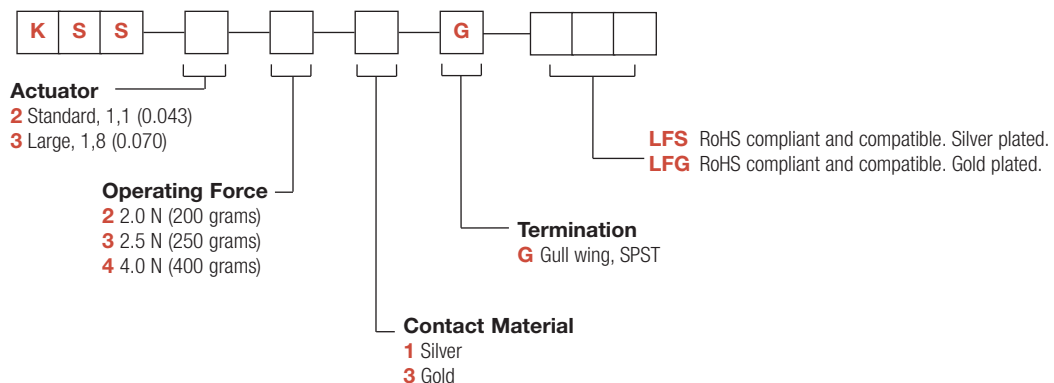 K S S G
Actuator
2 Standard, 1,1 (0.043)
3 Large, 1,8 (0.070)
LFS RoHS compliant and compatible. Silver plated.
LFG RoHS compliant and compatible. Gold plated.
Operating Force
2 2.0 N (200 grams)
3 2.5 N (250 grams)
4 4.0 N (400 grams)
Termination
G Gull wing, SPST
Contact Material
1 Silver
3 Gold